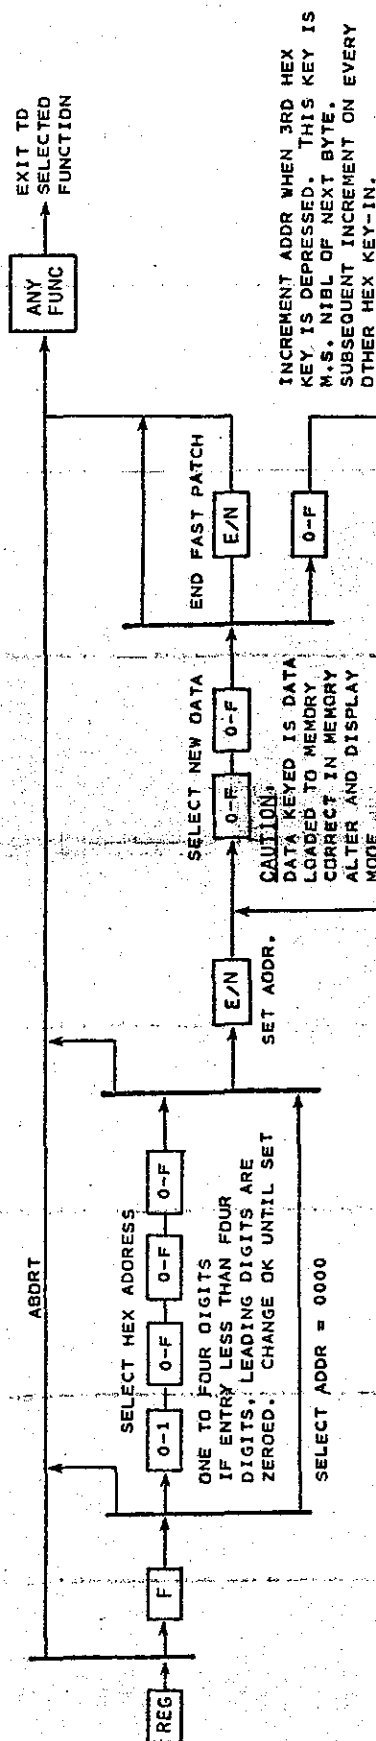 ABORT
REG
F
SELECT HEX ADDRESS
0-1
0-F
0-F
0-F
ONE TO FOUR DIGITS
IF ENTRY LESS THAN FOUR
DIGITS, LEADING DIGITS ARE
ZEROED. CHANGE OK UNTIL SET
SELECT ADDR = 0000
E/N
SET ADDR.
SELECT NEW DATA
0-F
0-F
CAUTION.
DATA KEYED IS DATA
LOADED TO MEMORY
CORRECT IN MEMORY
ALTER AND DISPLAY
MODE
END FAST PATCH
E/N
0-F
ANY
FUNC
EXIT TO
SELECTED
FUNCTION
INCREMENT ADDR WHEN 3RD HEX
KEY IS DEPRESSED. THIS KEY IS
M.S. NIBL OF NEXT BYTE.
SUBSEQUENT INCREMENT ON EVERY
OTHER HEX KEY-IN.